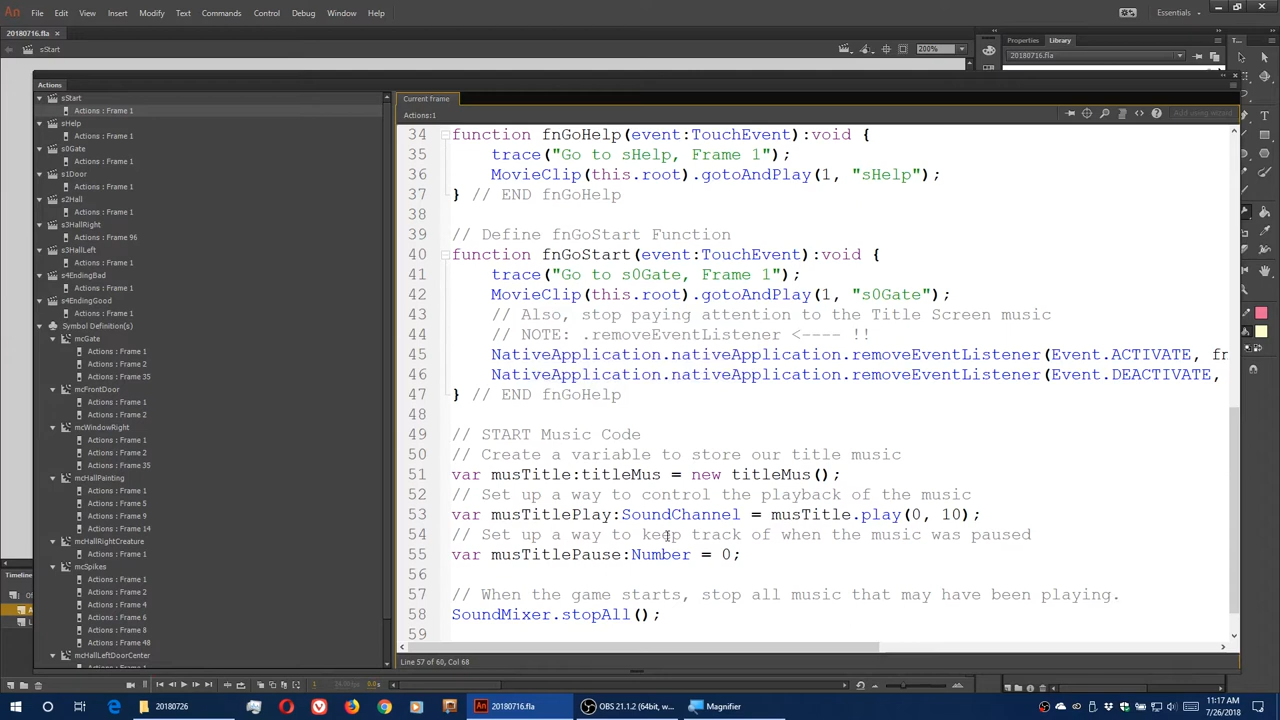 An File Edit View Insert Modify Text Commands Control Debug Window Help Essentials
20180716.fla ×
sStart 200%
Properties Library
20180716.fla
Actions
sStart
Actions : Frame 1
sHelp
Actions : Frame 1
s0Gate
Actions : Frame 1
s1Door
Actions : Frame 1
s2Hall
Actions : Frame 1
s3HallRight
Actions : Frame 96
s3HallLeft
Actions : Frame 1
s4EndingBad
Actions : Frame 1
s4EndingGood
Actions : Frame 1
Symbol Definition(s)
mcGate
Actions : Frame 1
Actions : Frame 2
Actions : Frame 35
mcFrontDoor
Actions : Frame 1
Actions : Frame 2
mcWindowRight
Actions : Frame 1
Actions : Frame 2
Actions : Frame 35
mcHallPainting
Actions : Frame 1
Actions : Frame 5
Actions : Frame 9
Actions : Frame 14
mcHallRightCreature
Actions : Frame 1
mcSpikes
Actions : Frame 1
Actions : Frame 2
Actions : Frame 4
Actions : Frame 6
Actions : Frame 8
Actions : Frame 48
mcHallLeftDoorCenter
Actions : Frame 1
Current frame
Actions:1
Add using wizard
34 function fnGoHelp(event:TouchEvent):void {
35 trace("Go to sHelp, Frame 1");
36 MovieClip(this.root).gotoAndPlay(1, "sHelp");
37 } // END fnGoHelp
38
39 // Define fnGoStart Function
40 function fnGoStart(event:TouchEvent):void {
41 trace("Go to s0Gate, Frame 1");
42 MovieClip(this.root).gotoAndPlay(1, "s0Gate");
43 // Also, stop paying attention to the Title Screen music
44 // NOTE: .removeEventListener <---- !!
45 NativeApplication.nativeApplication.removeEventListener(Event.ACTIVATE, fn
46 NativeApplication.nativeApplication.removeEventListener(Event.DEACTIVATE,
47 } // END fnGoHelp
48
49 // START Music Code
50 // Create a variable to store our title music
51 var musTitle:titleMus = new titleMus();
52 // Set up a way to control the playback of the music
53 var musTitlePlay:SoundChannel = musTitle.play(0, 10);
54 // Set up a way to keep track of when the music was paused
55 var musTitlePause:Number = 0;
56
57 // When the game starts, stop all music that may have been playing.
58 SoundMixer.stopAll();
59
Line 57 of 60, Col 68
Timeline
20180726
An 20180716.fla
OBS 21.1.2 (64bit, w...
Magnifier
11:17 AM
7/26/2018